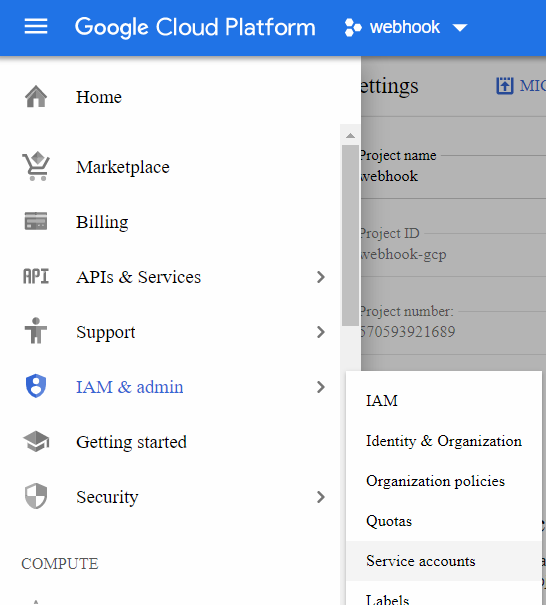 Google Cloud Platform
webhook
Home
Marketplace
Billing
API
APIs & Services
Support
IAM & admin
Getting started
Security
COMPUTE
ettings
MIG
Project name
webhook
Project ID
webhook-gcp
Project number:
570593921689
IAM
Identity & Organization
Organization policies
Quotas
Service accounts
Labels